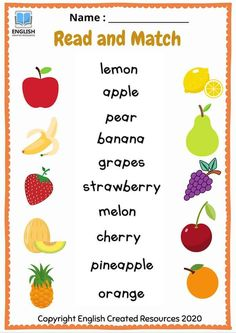 Name : ____________
ENGLISH
Read and Match
lemon
apple
pear
banana
grapes
strawberry
melon
cherry
pineapple
orange
Copyright English Created Resources 2020